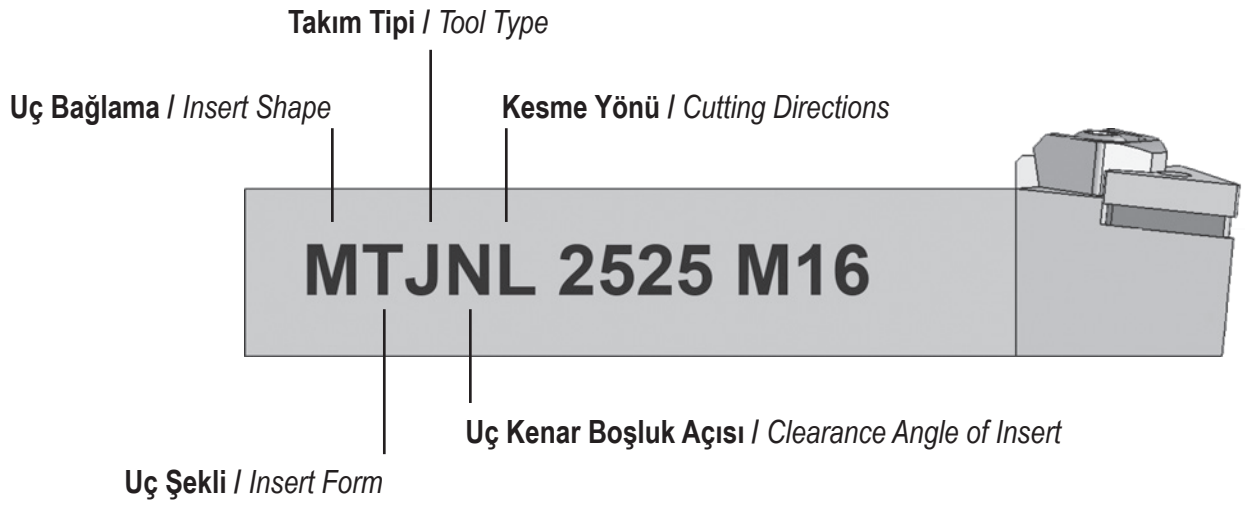 Takım Tipi / Tool Type
Uç Bağlama / Insert Shape
Kesme Yönü / Cutting Directions
MTJNL 2525 M16
Uç Kenar Boşluk Açısı / Clearance Angle of Insert
Uç Şekli / Insert Form